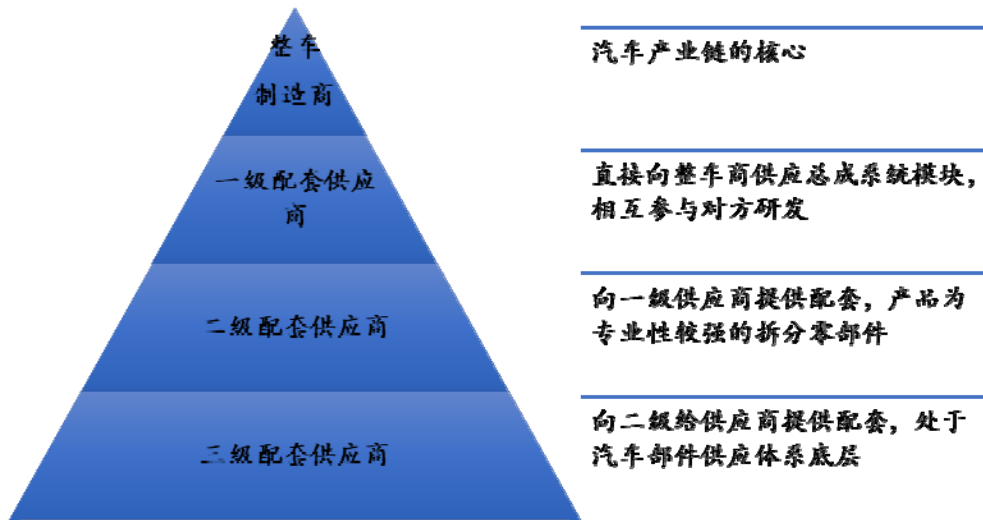 整车
制造商
汽车产业链的核心
一级配套供应
商
直接向整车商供应总成系统模块，
相互参与对方研发
二级配套供应商
向一级供应商提供配套，产品为
专业性较强的拆分零部件
三级配套供应商
向二级给供应商提供配套，处于
汽车部件供应体系底层